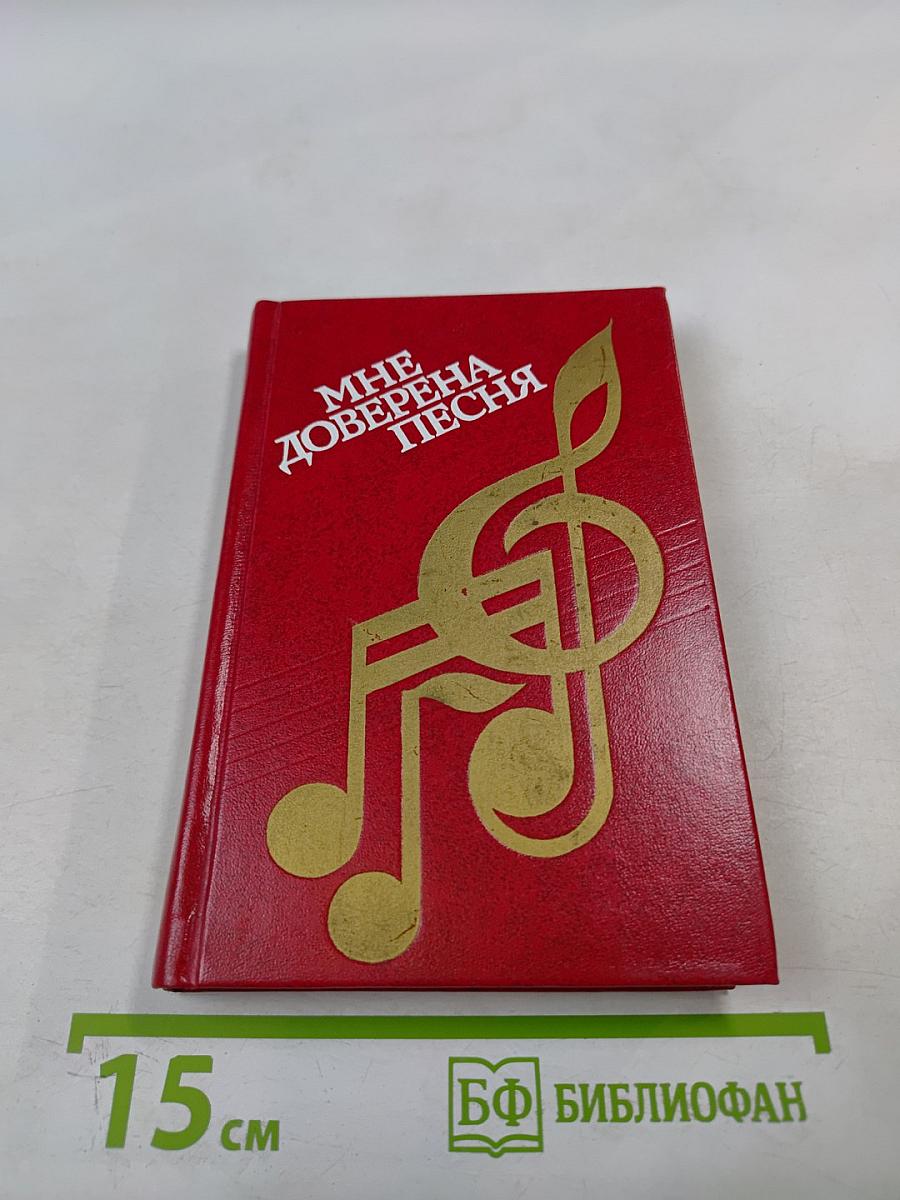 МНЕ
ДОВЕРЕНА
ПЕСНЯ
15 см
БФ БИБЛИОФАН